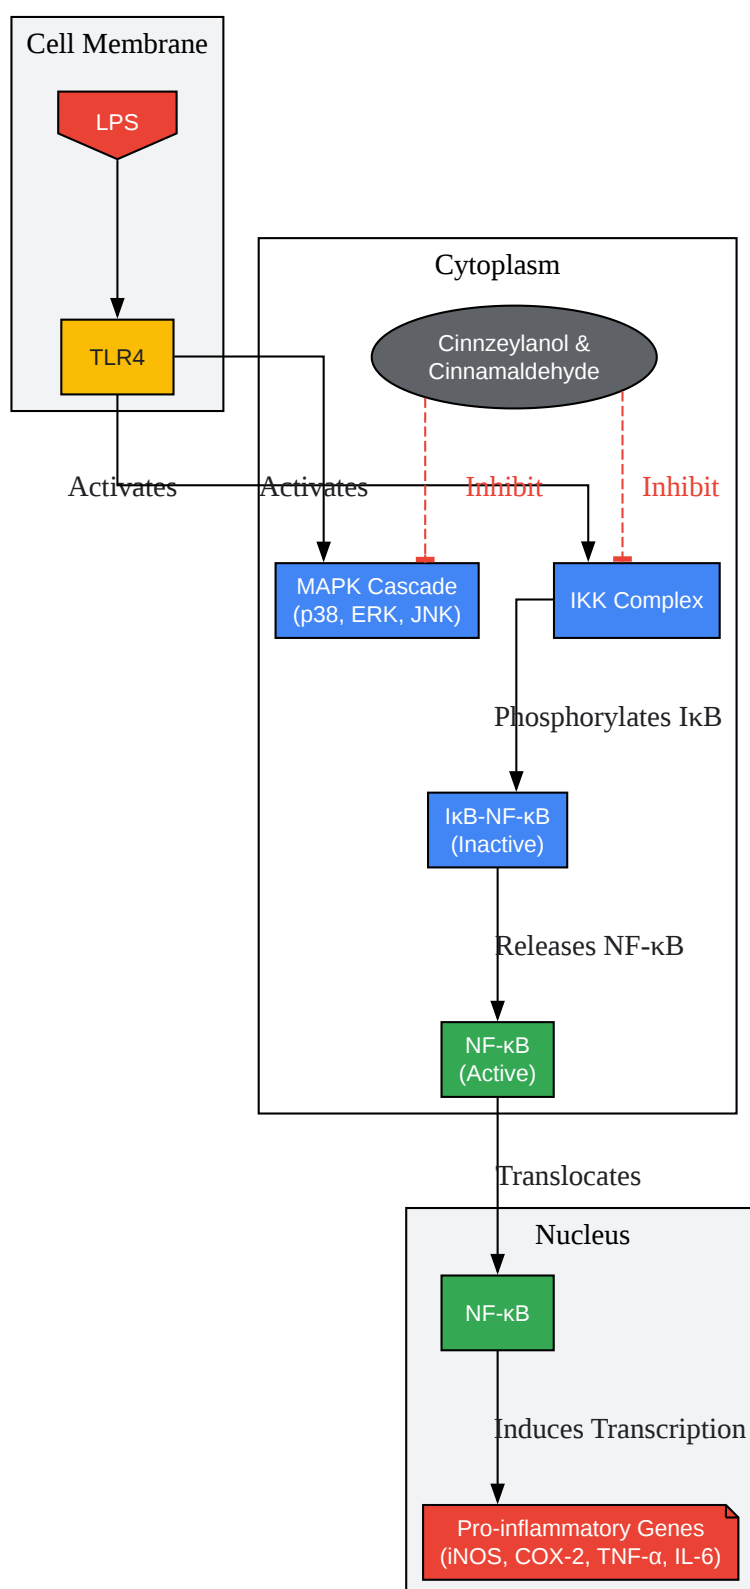 Cell Membrane
LPS
TLR4
Cytoplasm
Cinnzeylanol &
Cinnamaldehyde
Activates
Activates
Inhibit
Inhibit
MAPK Cascade
(p38, ERK, JNK)
IKK Complex
Phosphorylates IκB
IκB-NF-κB
(Inactive)
Releases NF-κB
NF-κB
(Active)
Translocates
Nucleus
NF-κB
Induces Transcription
Pro-inflammatory Genes
(iNOS, COX-2, TNF-α, IL-6)